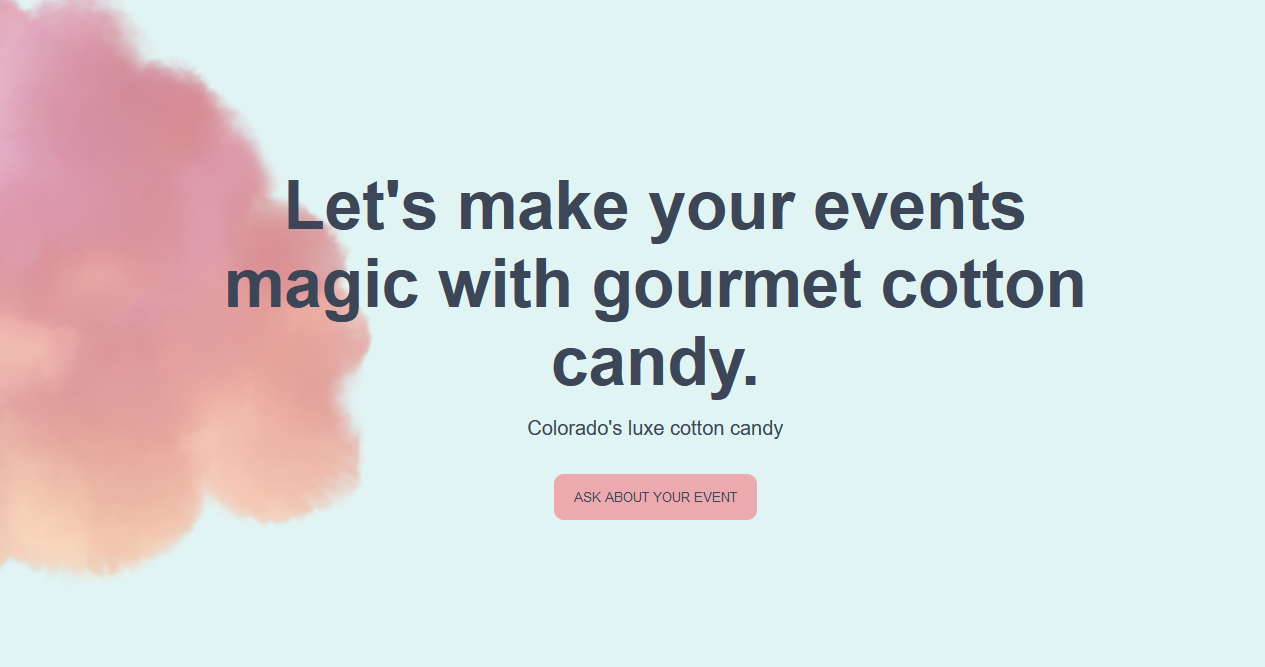 Let's make your events
magic with gourmet cotton
candy.
Colorado's luxe cotton candy
ASK ABOUT YOUR EVENT